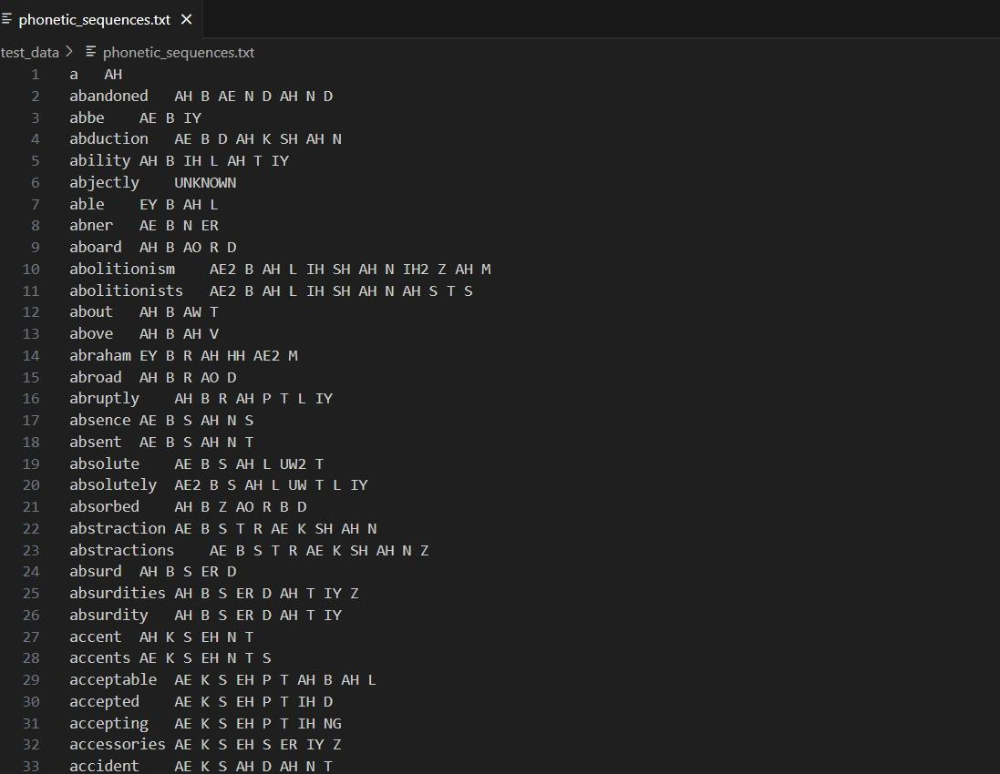 phonetic_sequences.txt ×
test_data > phonetic_sequences.txt
1 a AH
2 abandoned AH B AE N D AH N D
3 abbe AE B IY
4 abduction AE B D AH K SH AH N
5 ability AH B IH L AH T IY
6 abjectly UNKNOWN
7 able EY B AH L
8 abner AE B N ER
9 aboard AH B AO R D
10 abolitionism AE2 B AH L IH SH AH N IH2 Z AH M
11 abolitionists AE2 B AH L IH SH AH N AH S T S
12 about AH B AW T
13 above AH B AH V
14 abraham EY B R AH HH AE2 M
15 abroad AH B R AO D
16 abruptly AH B R AH P T L IY
17 absence AE B S AH N S
18 absent AE B S AH N T
19 absolute AE B S AH L UW2 T
20 absolutely AE2 B S AH L UW T L IY
21 absorbed AH B Z AO R B D
22 abstraction AE B S T R AE K SH AH N
23 abstractions AE B S T R AE K SH AH N Z
24 absurd AH B S ER D
25 absurdities AH B S ER D AH T IY Z
26 absurdity AH B S ER D AH T IY
27 accent AH K S EH N T
28 accents AE K S EH N T S
29 acceptable AE K S EH P T AH B AH L
30 accepted AE K S EH P T IH D
31 accepting AE K S EH P T IH NG
32 accessories AE K S EH S ER IY Z
33 accident AE K S AH D AH N T